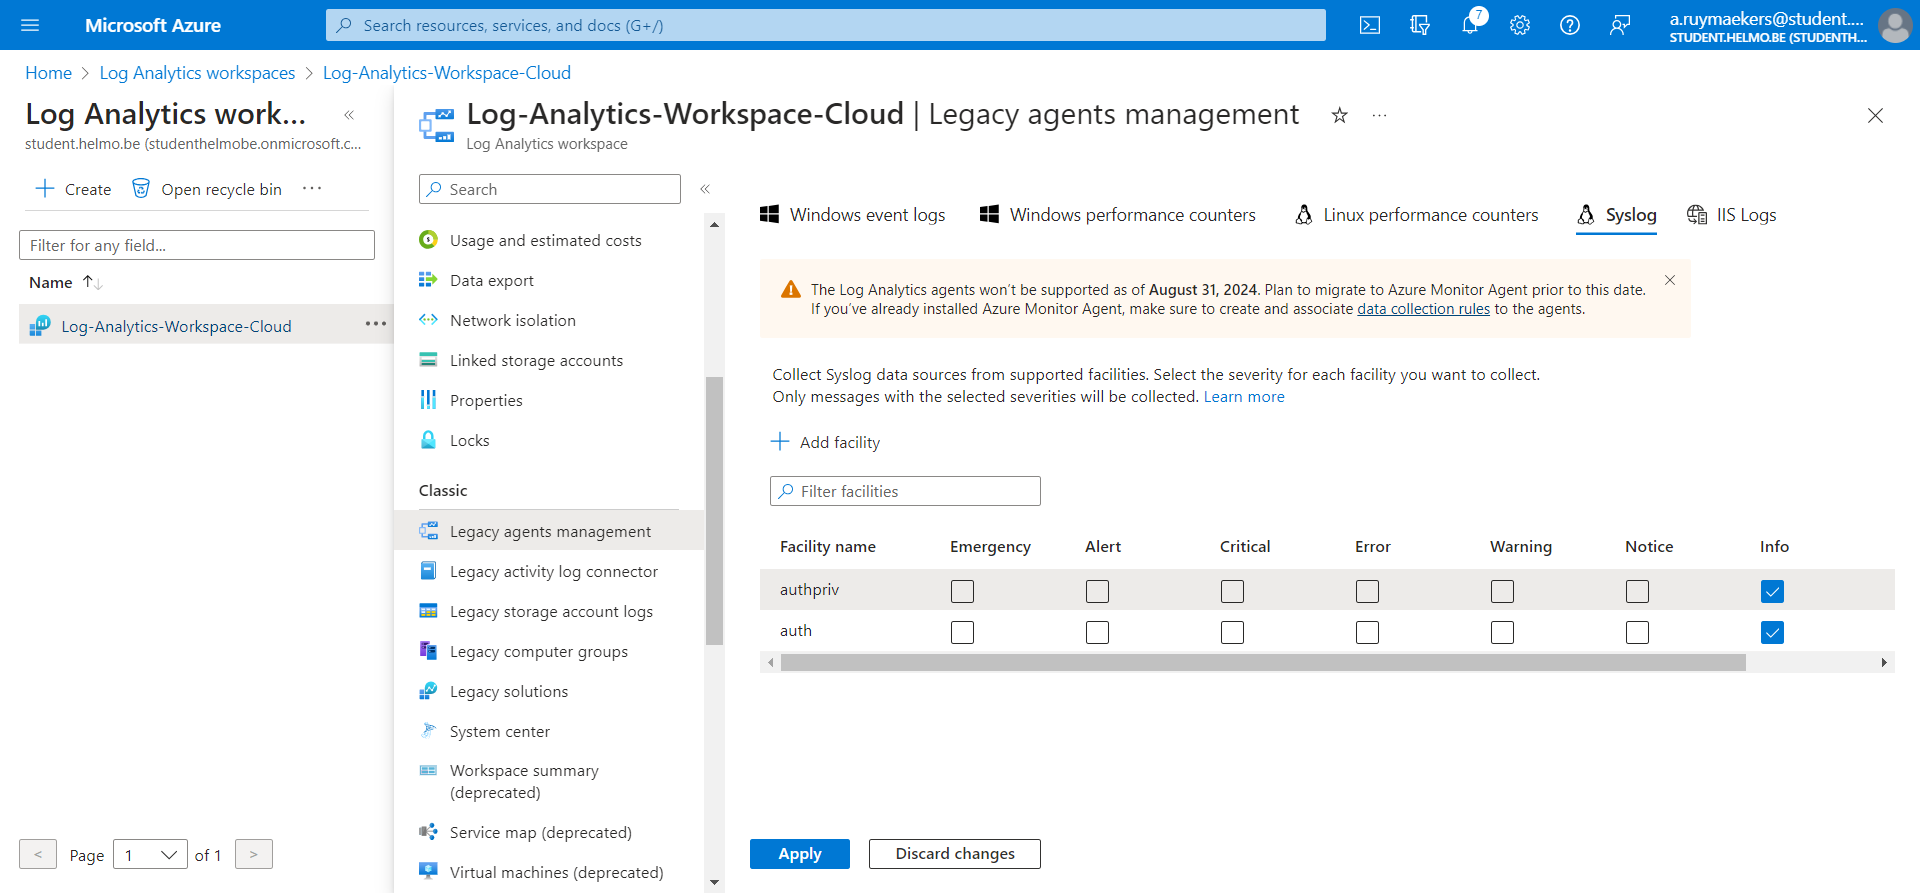 Microsoft Azure
Search resources, services, and docs (G+/)
7
a.ruymaekers@student....
STUDENT.HELMO.BE (STUDENTH...
Home > Log Analytics workspaces > Log-Analytics-Workspace-Cloud
Log Analytics work...
student.helmo.be (studenthelmobe.onmicrosoft.c...
Create
Open recycle bin
Filter for any field...
Name
Log-Analytics-Workspace-Cloud
Page 1 of 1
Log-Analytics-Workspace-Cloud | Legacy agents management
Log Analytics workspace
Search
Usage and estimated costs
Data export
Network isolation
Linked storage accounts
Properties
Locks
Classic
Legacy agents management
Legacy activity log connector
Legacy storage account logs
Legacy computer groups
Legacy solutions
System center
Workspace summary
(deprecated)
Service map (deprecated)
Virtual machines (deprecated)
Windows event logs
Windows performance counters
Linux performance counters
Syslog
IIS Logs
The Log Analytics agents won't be supported as of August 31, 2024. Plan to migrate to Azure Monitor Agent prior to this date.
If you've already installed Azure Monitor Agent, make sure to create and associate data collection rules to the agents.
Collect Syslog data sources from supported facilities. Select the severity for each facility you want to collect.
Only messages with the selected severities will be collected. Learn more
Add facility
Filter facilities
Facility name Emergency Alert Critical Error Warning Notice Info
authpriv
auth
Apply
Discard changes